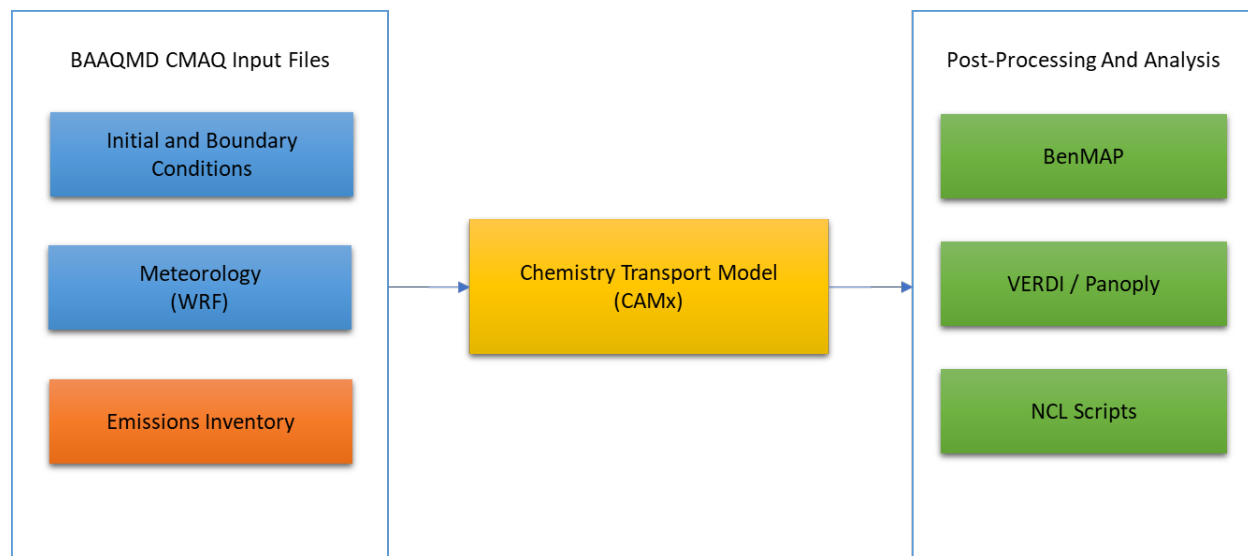 BAAQMD CMAQ Input Files
Initial and Boundary
Conditions
Meteorology
(WRF)
Emissions Inventory
Chemistry Transport Model
(CAMx)
Post-Processing And Analysis
BenMAP
VERDI / Panoply
NCL Scripts